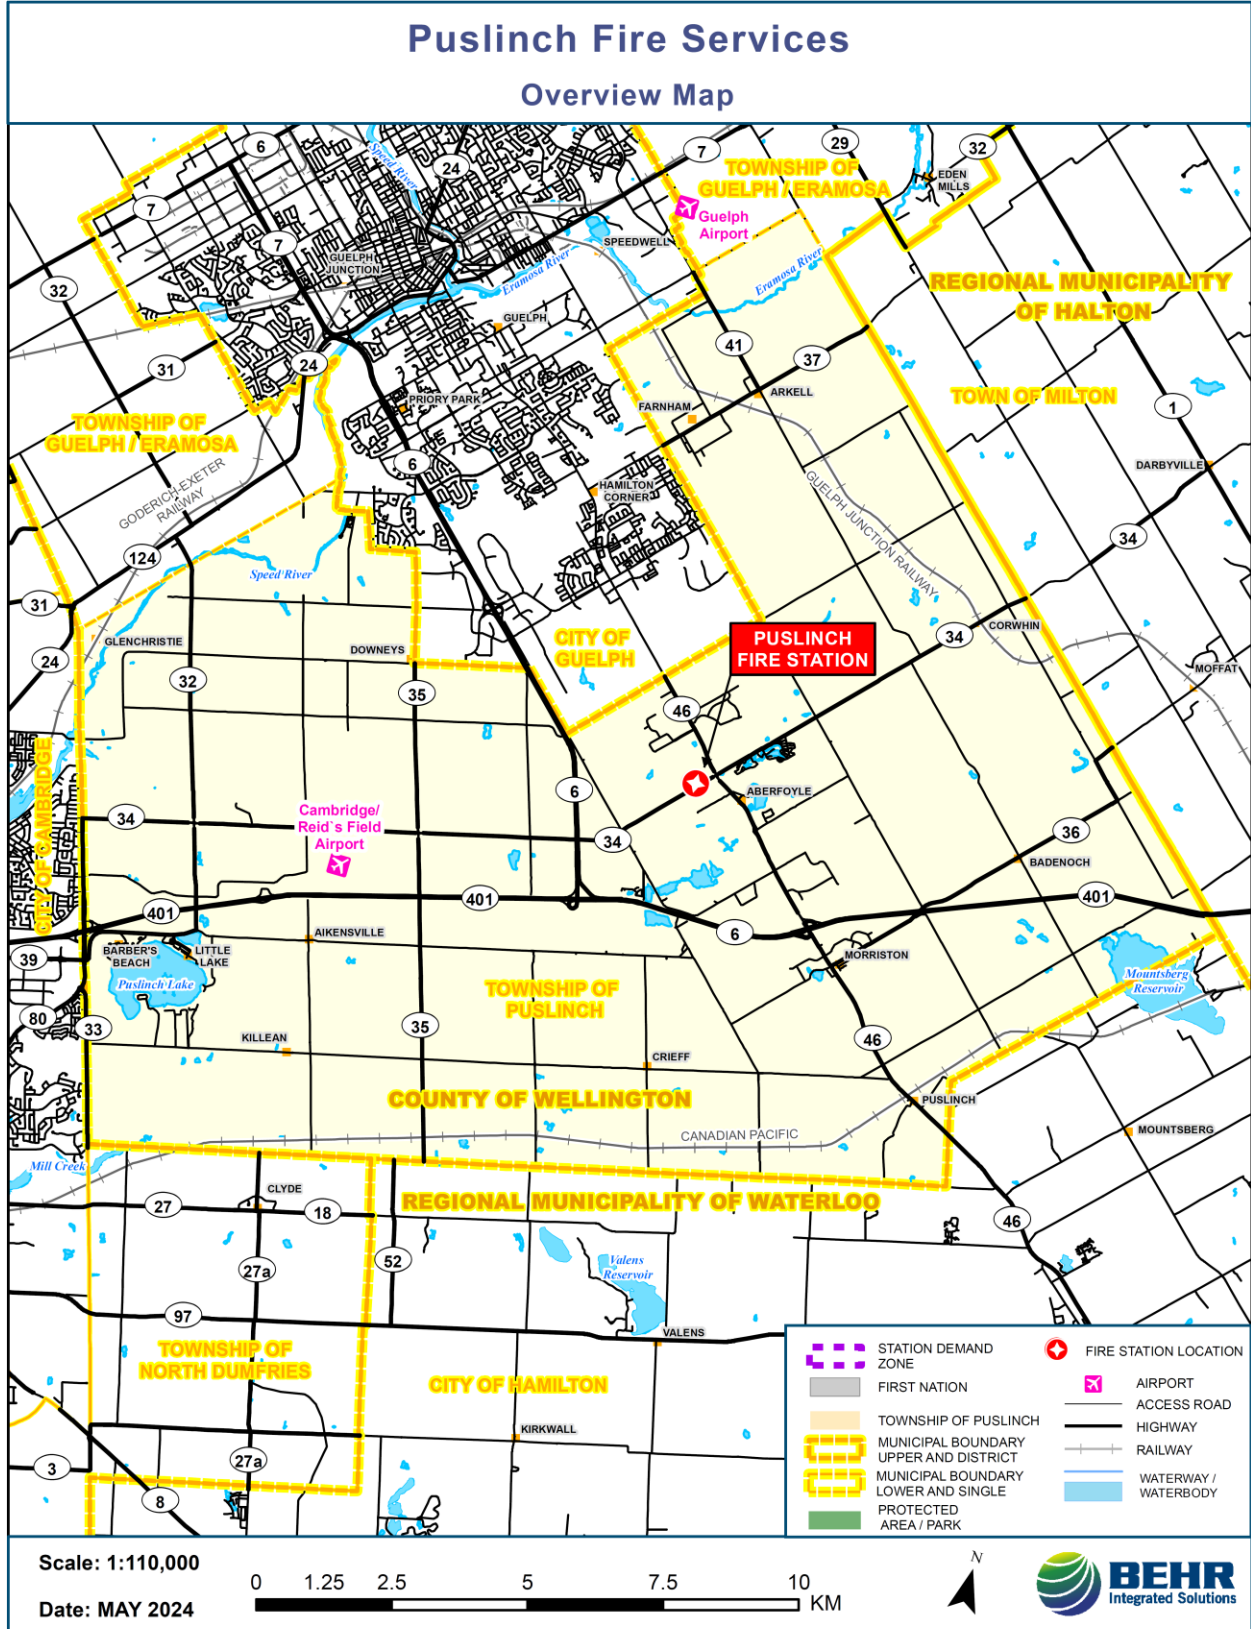 Puslinch Fire Services
Overview Map
6
24
7
29
32
TOWNSHIP OF
GUELPH / ERAMOSA
EDEN
MILLS
Speed River
7
7
Guelph
Airport
SPEEDWELL
GUELPH
JUNCTION
Eramosa River
Eramosa River
32
REGIONAL MUNICIPALITY
OF HALTON
GUELPH
41
37
24
31
ARKELL
TOWN OF MILTON
PRIORY PARK
FARNHAM
1
TOWNSHIP OF
GUELPH / ERAMOSA
6
DARBYVILLE
GODERICH-EXETER
RAILWAY
HAMILTON
CORNER
GUELPH JUNCTION RAILWAY
34
124
Speed River
31
CORWHIN
34
GLENCHRISTIE
DOWNEYS
CITY OF
GUELPH
PUSLINCH
FIRE STATION
24
MOFFAT
32
35
46
CITY OF CAMBRIDGE
6
ABERFOYLE
Cambridge/
Reid`s Field
Airport
34
34
36
BADENOCH
401
401
401
6
AIKENSVILLE
39
BARBER'S
BEACH
LITTLE
LAKE
MORRISTON
Puslinch Lake
Mountsberg
Reservoir
TOWNSHIP OF
PUSLINCH
80
33
35
46
KILLEAN
CRIEFF
COUNTY OF WELLINGTON
PUSLINCH
CANADIAN PACIFIC
MOUNTSBERG
Mill Creek
CLYDE
REGIONAL MUNICIPALITY OF WATERLOO
27
18
46
52
27a
Valens
Reservoir
97
VALENS
TOWNSHIP OF
NORTH DUMFRIES
CITY OF HAMILTON
KIRKWALL
27a
3
8
STATION DEMAND
ZONE
FIRST NATION
TOWNSHIP OF PUSLINCH
MUNICIPAL BOUNDARY
UPPER AND DISTRICT
MUNICIPAL BOUNDARY
LOWER AND SINGLE
PROTECTED
AREA / PARK
FIRE STATION LOCATION
AIRPORT
ACCESS ROAD
HIGHWAY
RAILWAY
WATERWAY /
WATERBODY
Scale: 1:110,000
Date: MAY 2024
0 1.25 2.5 5 7.5 10
KM
N
BEHR
Integrated Solutions